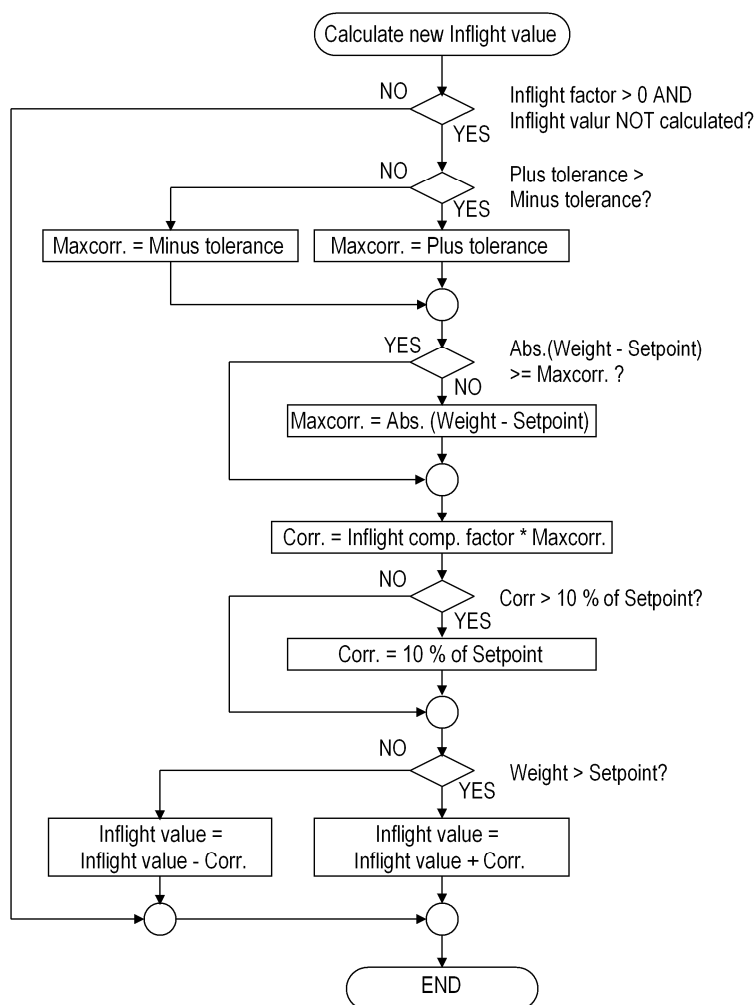 Calculate new Inflight value
NO
Inflight factor > 0 AND
Inflight valur NOT calculated?
YES
NO
Plus tolerance >
Minus tolerance?
YES
Maxcorr. = Minus tolerance
Maxcorr. = Plus tolerance
YES
Abs.(Weight - Setpoint)
>= Maxcorr. ?
NO
Maxcorr. = Abs. (Weight - Setpoint)
Corr. = Inflight comp. factor * Maxcorr.
NO
Corr > 10 % of Setpoint?
YES
Corr. = 10 % of Setpoint
NO
Weight > Setpoint?
YES
Inflight value =
Inflight value - Corr.
Inflight value =
Inflight value + Corr.
END